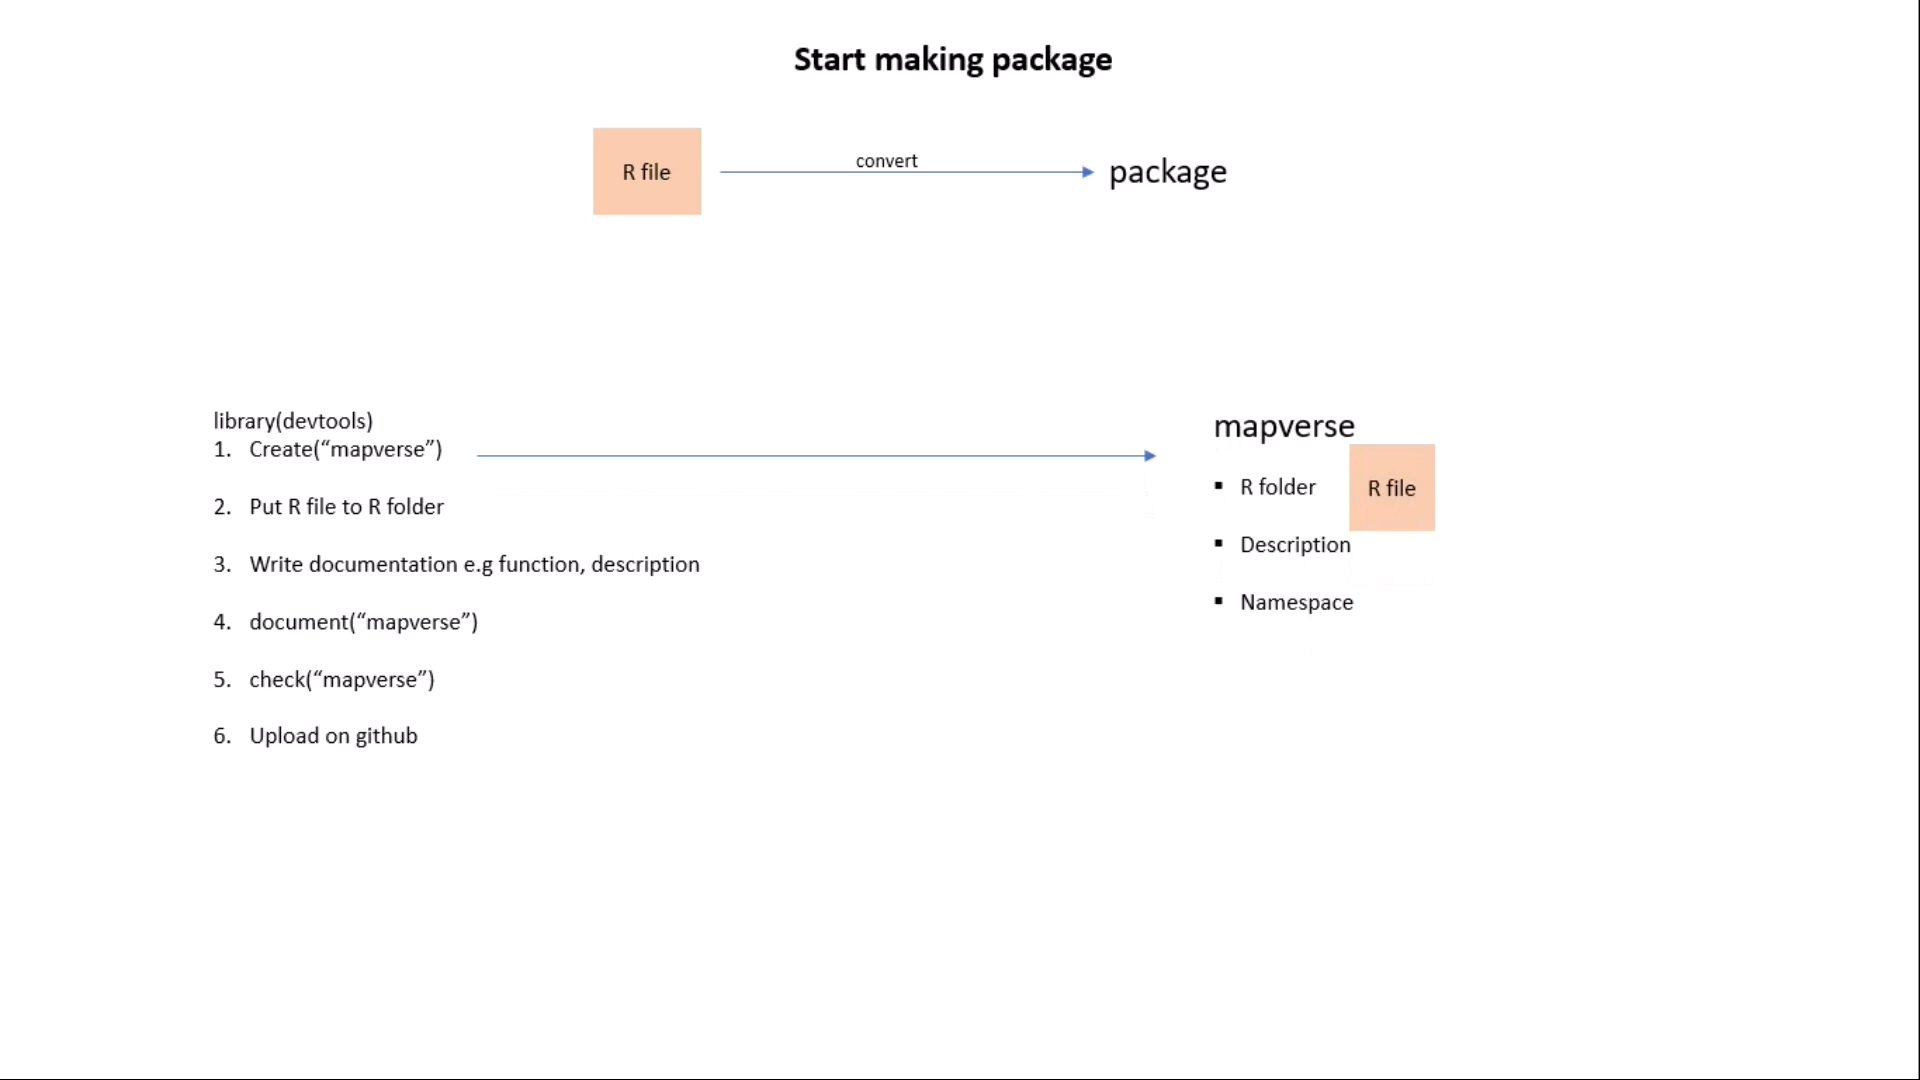 Start making package
R file
convert
package
library(devtools)
1. Create(“mapverse”)
2. Put R file to R folder
3. Write documentation e.g function, description
4. document(“mapverse”)
5. check(“mapverse”)
6. Upload on github
mapverse
▪ R folder
R file
▪ Description
▪ Namespace